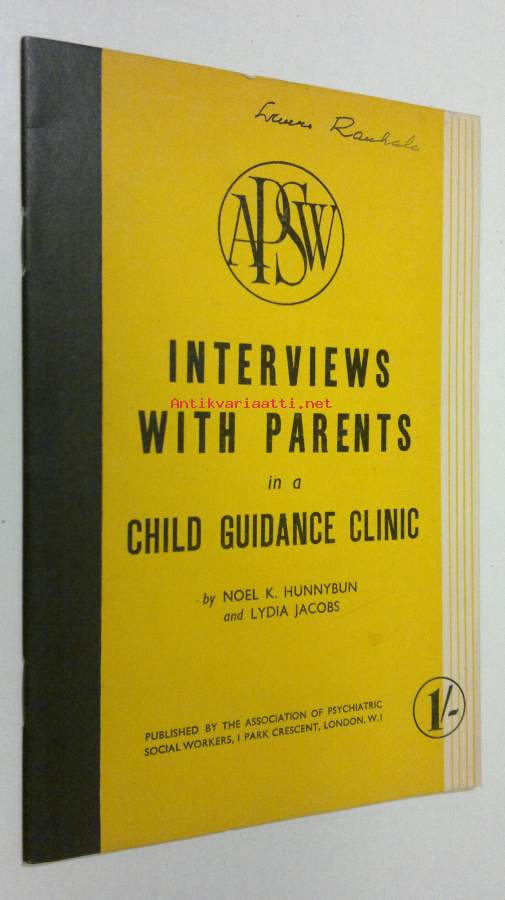 Rauhala
APSW
INTERVIEWS
Antikvariaatti.net
WITH PARENTS
in a
CHILD GUIDANCE CLINIC
by NOEL K. HUNNYBUN
and LYDIA JACOBS
1/-
PUBLISHED BY THE ASSOCIATION OF PSYCHIATRIC
SOCIAL WORKERS, 1 PARK CRESCENT, LONDON, W.1